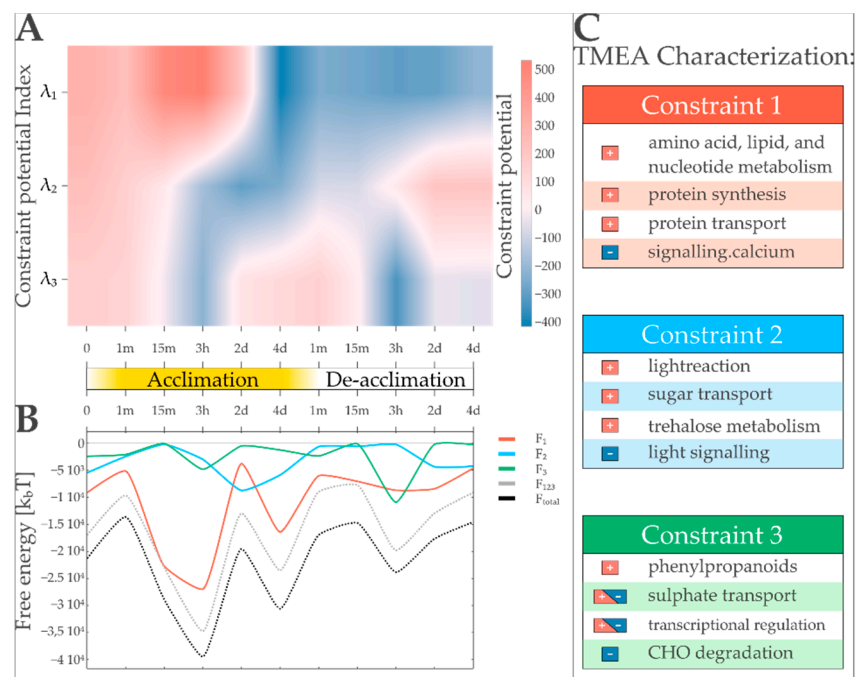 A
Constraint potential Index
λ1
λ2
λ3
0 1m 15m 3h 2d 4d 1m 15m 3h 2d 4d
Constraint potential
500
400
300
200
100
0
−100
−200
−300
−400
Acclimation De-acclimation
0 1m 15m 3h 2d 4d 1m 15m 3h 2d 4d
B
Free energy [kbT]
0
-5 10³
-1 10⁴
-1.5 10⁴
-2 10⁴
-2.5 10⁴
-3 10⁴
-3,5 10⁴
-4 10⁴
F1
F2
F3
F123
Ftotal
C
TMEA Characterization:
Constraint 1
+ amino acid, lipid, and
nucleotide metabolism
+ protein synthesis
+ protein transport
- signalling.calcium
Constraint 2
+ lightreaction
+ sugar transport
+ trehalose metabolism
- light signalling
Constraint 3
+ phenylpropanoids
+ - sulphate transport
+ - transcriptional regulation
- CHO degradation